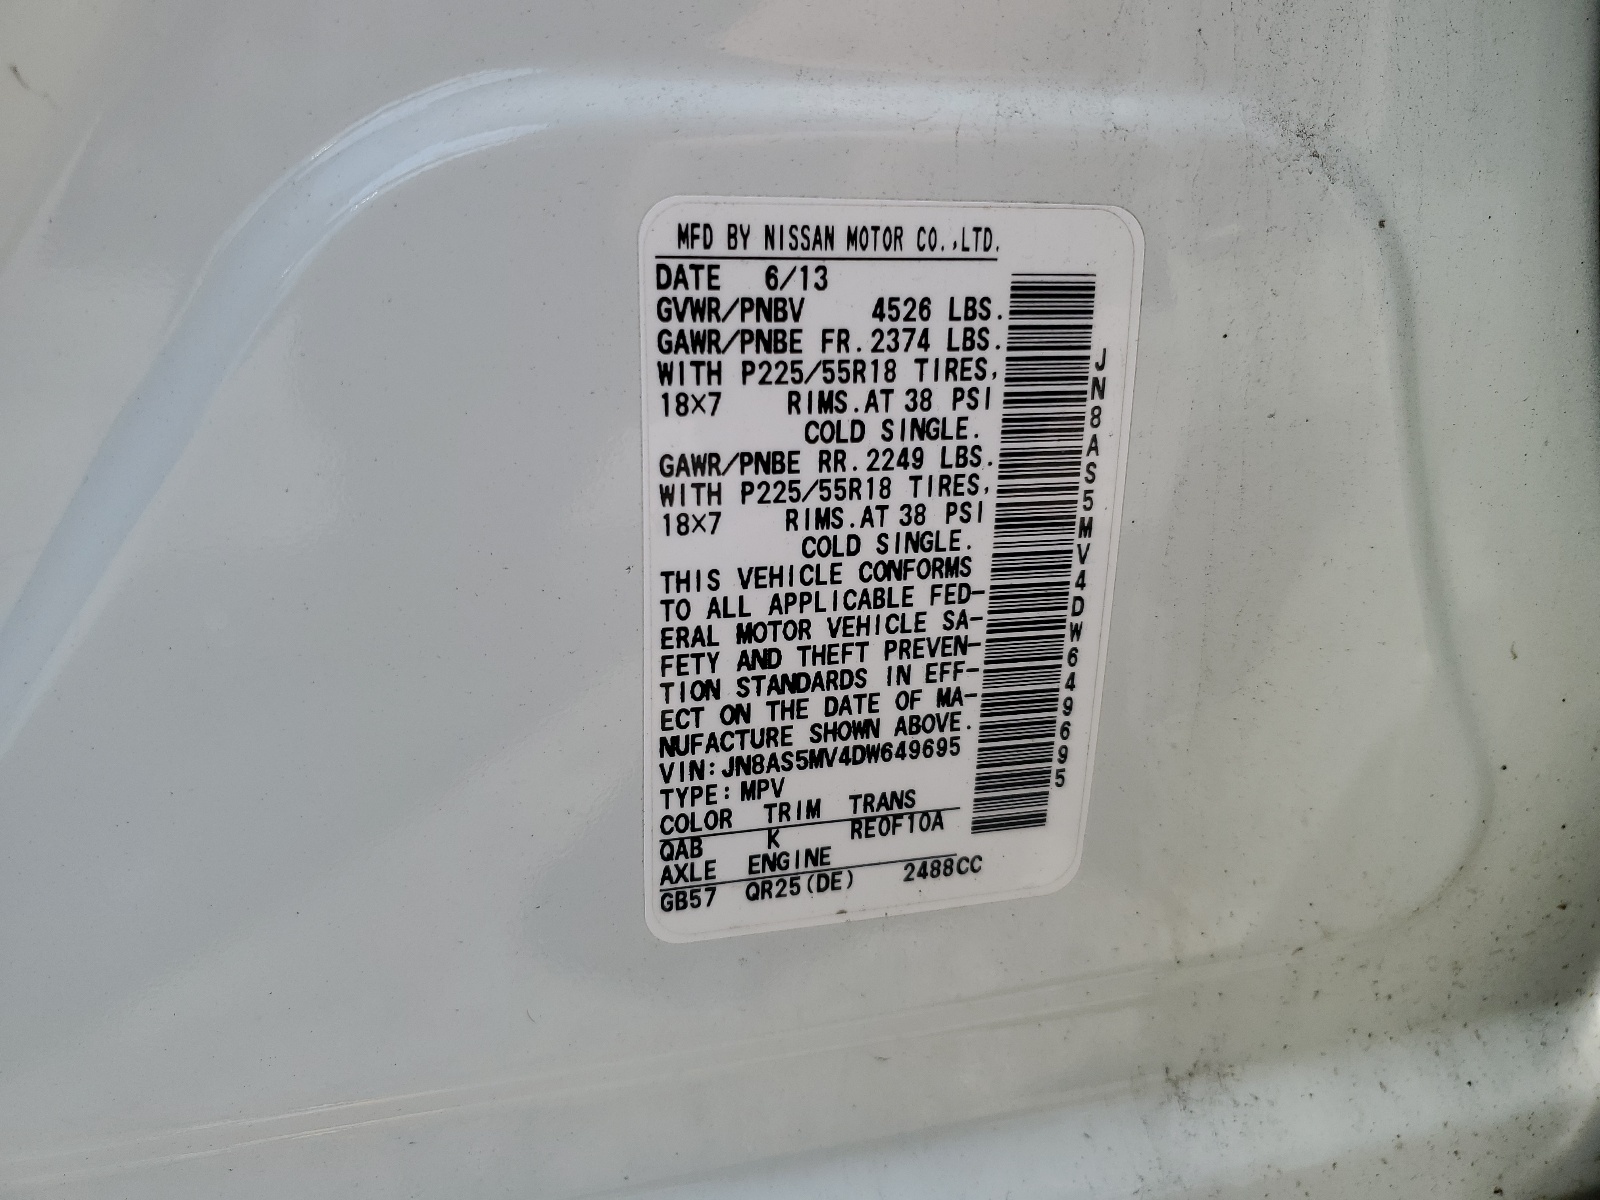 MFD BY NISSAN MOTOR CO.,LTD.
DATE 6/13
GVWR/PNBV 4526 LBS.
GAWR/PNBE FR.2374 LBS.
WITH P225/55R18 TIRES,
18×7 RIMS.AT 38 PSI
COLD SINGLE.
GAWR/PNBE RR.2249 LBS.
WITH P225/55R18 TIRES,
18×7 RIMS.AT 38 PSI
COLD SINGLE.
THIS VEHICLE CONFORMS
TO ALL APPLICABLE FED-
ERAL MOTOR VEHICLE SA-
FETY AND THEFT PREVEN-
TION STANDARDS IN EFF-
ECT ON THE DATE OF MA-
NUFACTURE SHOWN ABOVE.
VIN:JN8AS5MV4DW649695
TYPE:MPV
COLOR TRIM TRANS
QAB K RE0F10A
AXLE ENGINE
GB57 QR25(DE) 2488CC
JN8AS5MV4DW649695